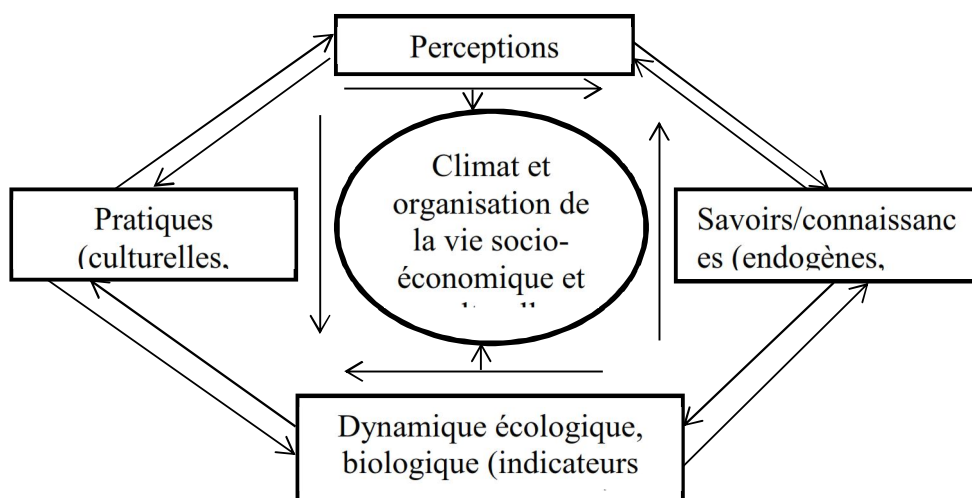 Perceptions
Climat et
organisation de
la vie socio-
économique et
Pratiques
(culturelles,
Savoirs/connaissanc
es (endogènes,
Dynamique écologique,
biologique (indicateurs